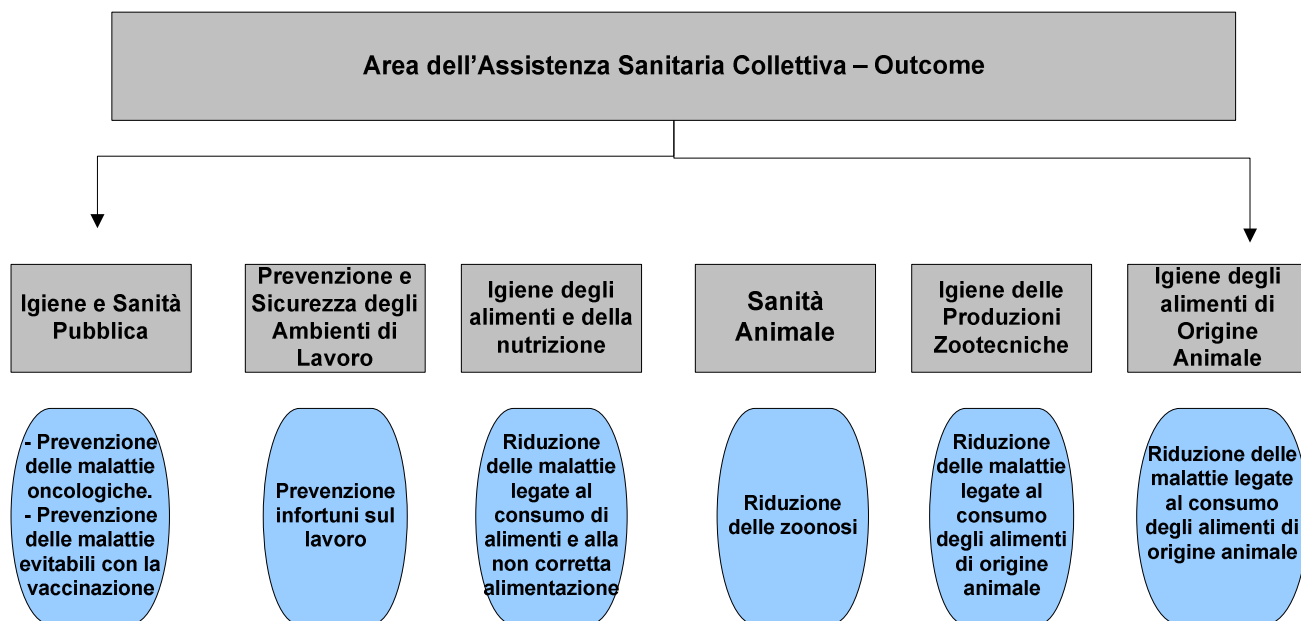 Area dell'Assistenza Sanitaria Collettiva – Outcome
Igiene e Sanità
Pubblica
Prevenzione e
Sicurezza degli
Ambienti di
Lavoro
Igiene degli
alimenti e della
nutrizione
Sanità
Animale
Igiene delle
Produzioni
Zootecniche
Igiene degli
alimenti di
Origine
Animale
- Prevenzione
delle malattie
oncologiche.
- Prevenzione
delle malattie
evitabili con la
vaccinazione
Prevenzione
infortuni sul
lavoro
Riduzione
delle malattie
legate al
consumo di
alimenti e alla
non corretta
alimentazione
Riduzione
delle zoonosi
Riduzione
delle malattie
legate al
consumo
degli alimenti
di origine
animale
Riduzione delle
malattie legate
al consumo
degli alimenti di
origine animale